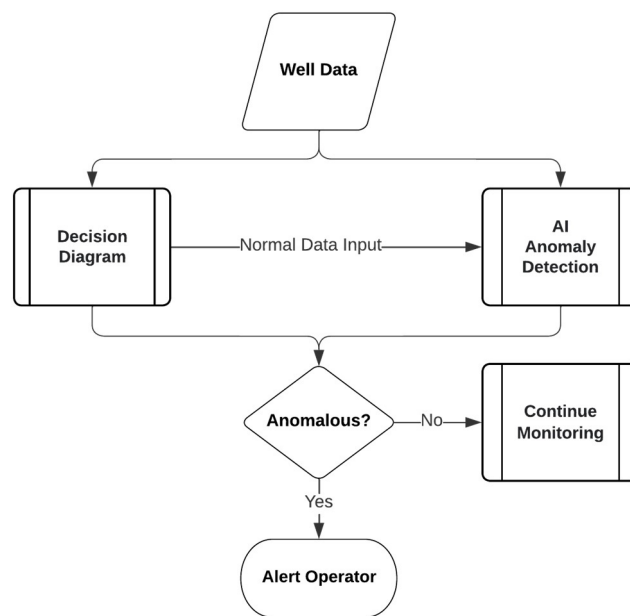 Well Data
Decision
Diagram
Normal Data Input
AI
Anomaly
Detection
Anomalous?
No
Continue
Monitoring
Yes
Alert Operator